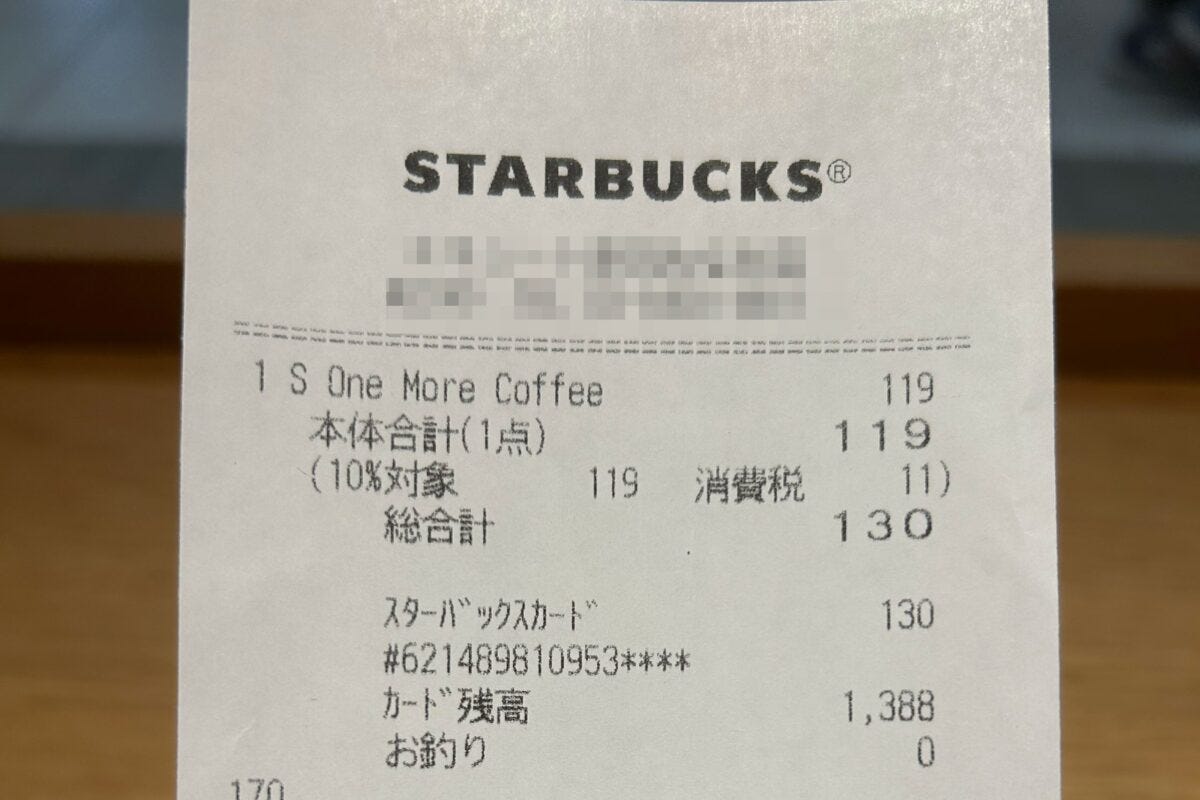 STARBUCKS®
1 S One More Coffee 119
本体合計(1点) 119
(10%対象 119 消費税 11)
総合計 130
ｽﾀｰﾊﾞｯｸｽｶｰﾄﾞ 130
#621489810953****
ｶｰﾄﾞ残高 1,388
お釣り 0
170